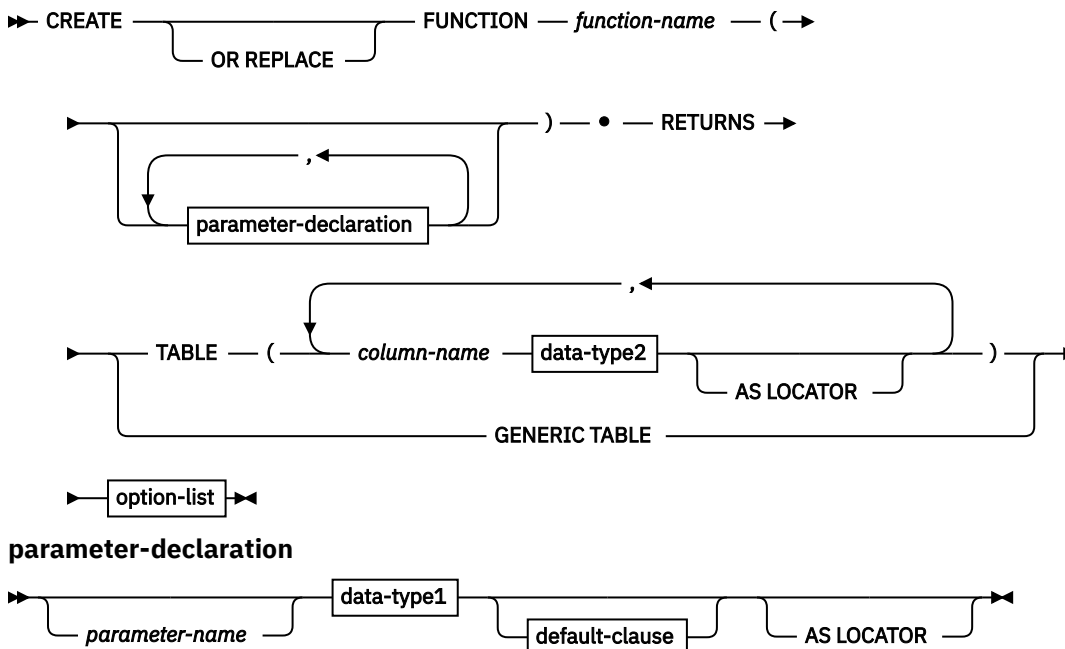 CREATE FUNCTION function-name (
OR REPLACE
) • RETURNS
,
parameter-declaration
,
TABLE ( column-name data-type2 )
AS LOCATOR
GENERIC TABLE
option-list
parameter-declaration
data-type1
parameter-name default-clause AS LOCATOR